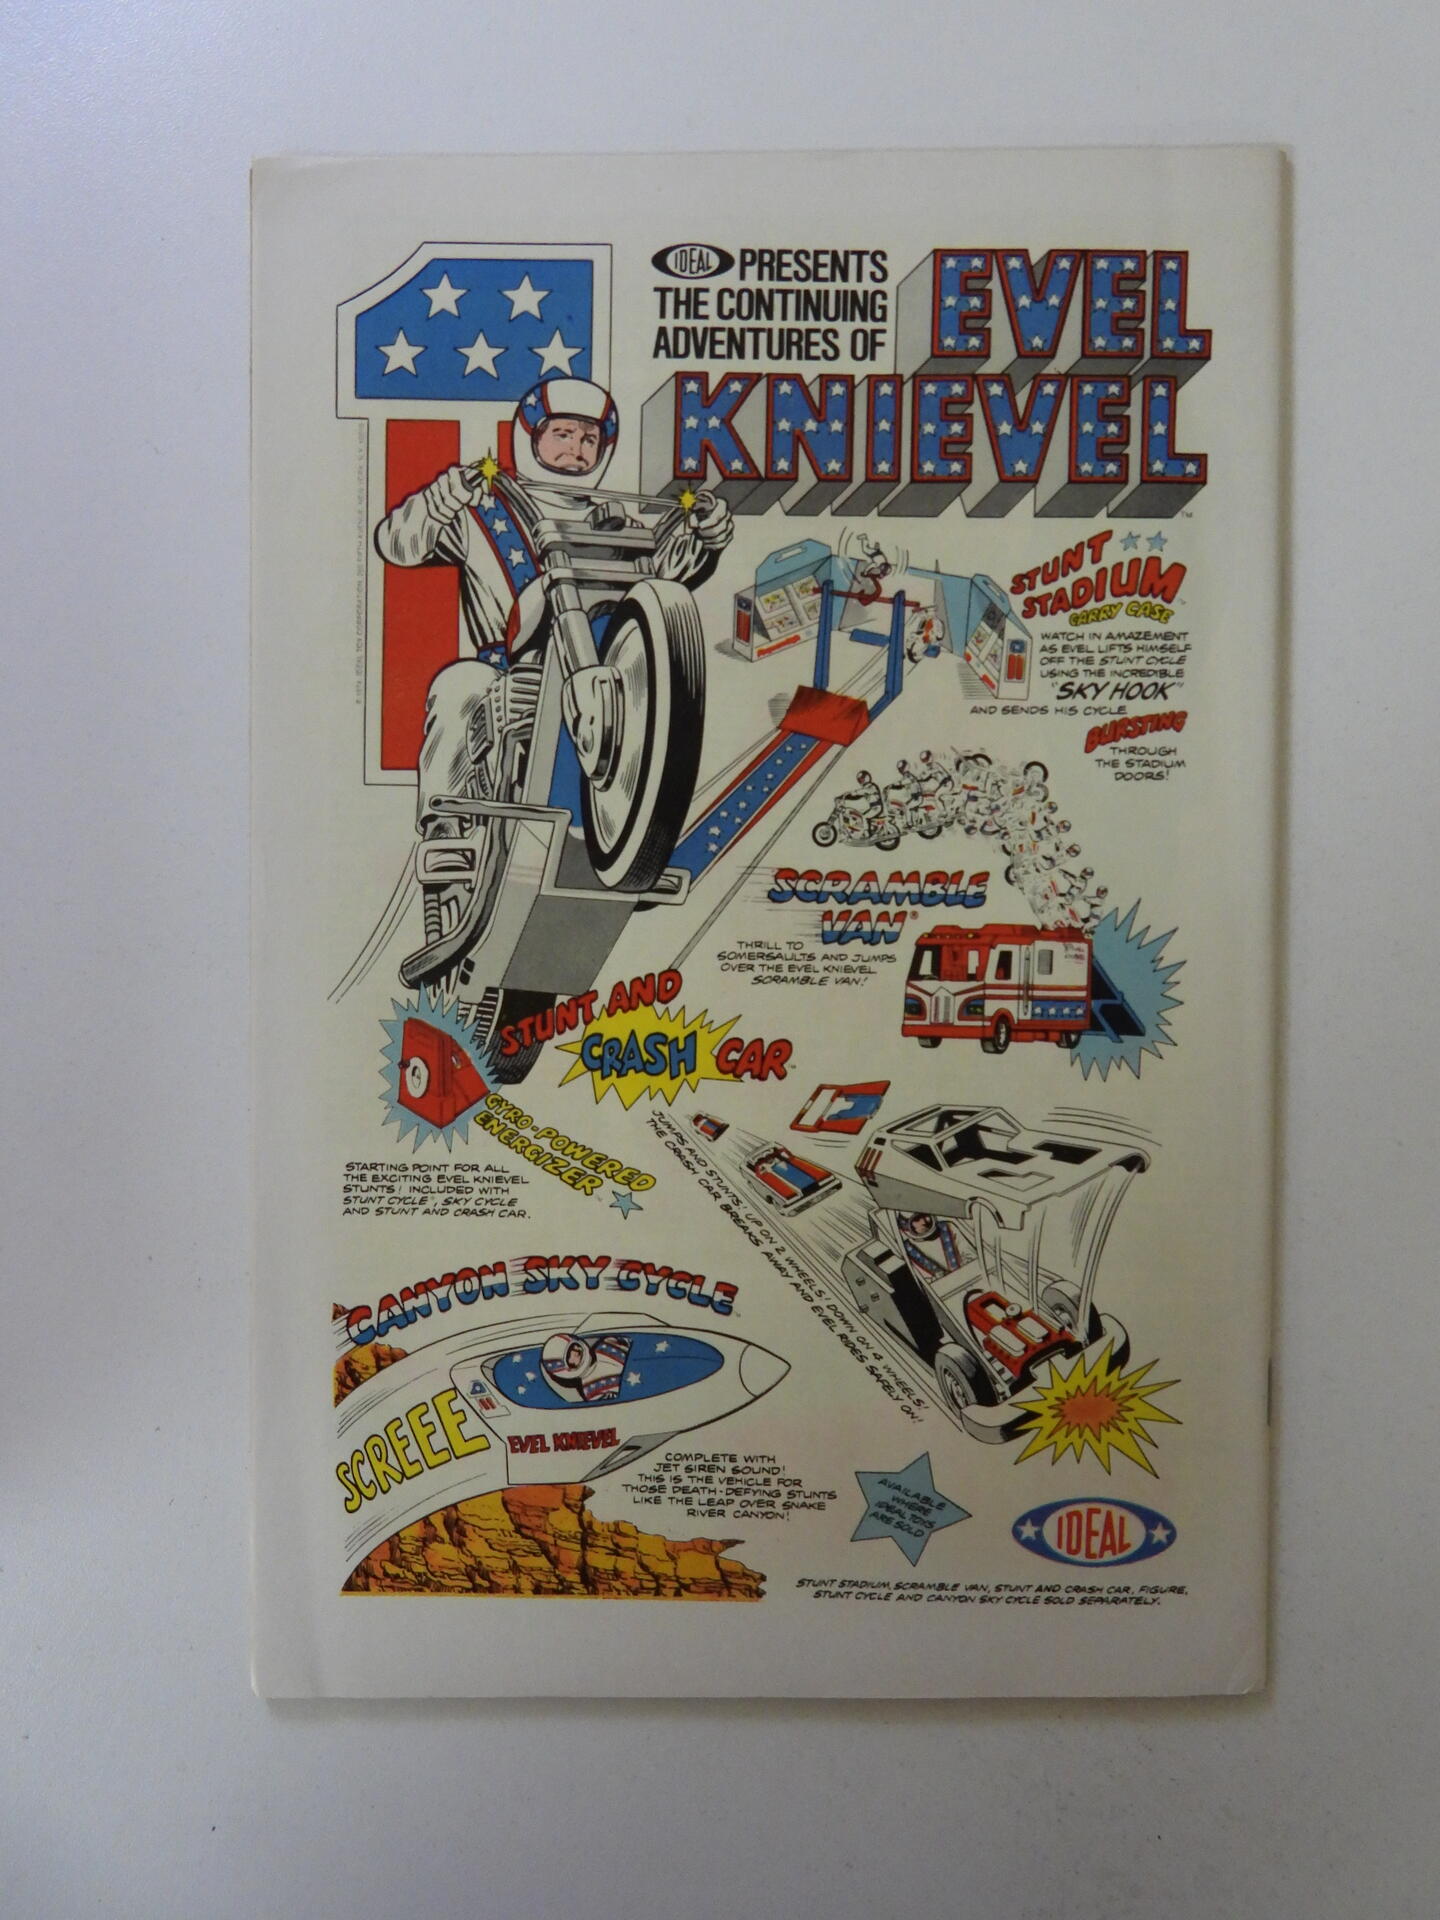 IDEAL PRESENTS
THE CONTINUING
ADVENTURES OF
EVEL
KNIEVEL
TM
STUNT
STADIUM
CARRY CASE
WATCH IN AMAZEMENT
AS EVEL LIFTS HIMSELF
OFF THE STUNT CYCLE
USING THE INCREDIBLE
"SKY HOOK"
AND SENDS HIS CYCLE
BURSTING
THROUGH
THE STADIUM
DOORS!
SCRAMBLE
VAN®
THRILL TO
SOMERSAULTS AND JUMPS
OVER THE EVEL KNIEVEL
SCRAMBLE VAN!
STUNT AND
CRASH CAR
JUMPS AND STUNTS! UP ON 2 WHEELS! DOWN ON 4 WHEELS!
THE CRASH CAR BREAKS AWAY AND EVEL RIDES SAFELY ON!
GYRO-POWERED
ENERGIZER
STARTING POINT FOR ALL
THE EXCITING EVEL KNIEVEL
STUNTS! INCLUDED WITH
STUNT CYCLE, SKY CYCLE
AND STUNT AND CRASH CAR.
CANYON SKY CYCLE
SCREEE
EVEL KNIEVEL
COMPLETE WITH
JET SIREN SOUND!
THIS IS THE VEHICLE FOR
THOSE DEATH-DEFYING STUNTS
LIKE THE LEAP OVER SNAKE
RIVER CANYON!
AVAILABLE
WHERE
IDEAL TOYS
ARE SOLD
IDEAL
STUNT STADIUM, SCRAMBLE VAN, STUNT AND CRASH CAR, FIGURE,
STUNT CYCLE AND CANYON SKY CYCLE SOLD SEPARATELY.